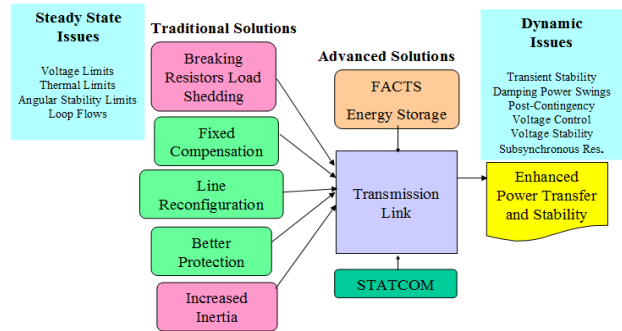 Steady State
Issues
Voltage Limits
Thermal Limits
Angular Stability Limits
Loop Flows
Traditional Solutions
Breaking
Resistors Load
Shedding
Fixed
Compensation
Line
Reconfiguration
Better
Protection
Increased
Inertia
Advanced Solutions
FACTS
Energy Storage
Transmission
Link
STATCOM
Dynamic
Issues
Transient Stability
Damping Power Swings
Post-Contingency
Voltage Control
Voltage Stability
Subsynchronous Res.
Enhanced
Power Transfer
and Stability